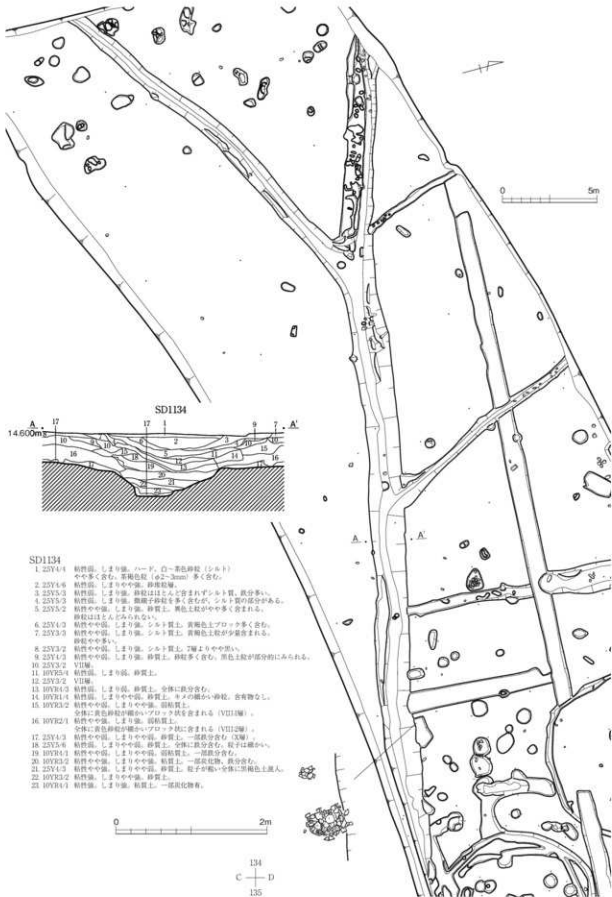 0 5m
SD1134
A 17 1 9 7 A'
14.600m
A A'
SD1134
1. 2.5Y4/4 粘性弱。しまり強。ハード。白~茶色砂粒(シルト)
やや多く含む。茶褐色粒(φ2~3mm)多く含む。
2. 2.5Y4/6 粘性弱。しまりやや強。砂堆積層。
3. 2.5Y5/3 粘性弱。しまり強。砂粒はほとんど含まれずシルト質。鉄分多い。
4. 2.5Y5/3 粘性弱。しまり強。微細子砂粒を多く含むが、シルト質の部分がある。
5. 2.5Y5/2 粘性やや強。しまり強。砂質土。黒色土粒がやや多く含まれる。
砂粒はほとんどみられない。
6. 2.5Y4/3 粘性やや弱。しまり強。シルト質土。黄褐色土ブロック多く含む。
7. 2.5Y3/3 粘性やや弱。しまり強。シルト質土。黄褐色土粒が少量含まれる。
砂粒やや多い。
8. 2.5Y3/2 粘性やや強。シルト質土。7層よりやや黒い。
9. 2.5Y4/3 粘性やや弱。しまり強。砂質土。砂粒多く含む。黒色土粒が部分的にみられる。
10. 2.5Y3/2 VII層。
11. 10YR5/4 粘性弱。しまり弱。砂質土。
12. 2.5Y3/2 VII層。
13. 10YR4/3 粘性弱。しまり弱。砂質土。全体に鉄分含む。
14. 10YR1/4 粘性弱。しまりやや弱。砂質土。キメの細かい砂粒。含有物なし。
15. 10YR3/2 粘性やや弱。しまりやや強。弱粘質土。
全体に黄色砂粒が細かいブロック状を含まれる(VIII1層)。
16. 10YR2/1 粘性やや強。しまり強。弱粘質土。
全体に黄色砂粒が細かいブロック状に含まれる(VIII2層)。
17. 2.5Y4/3 粘性弱。しまりやや弱。砂質土。一部鉄分含む(X層)。
18. 2.5Y5/6 粘性弱。しまりやや弱。砂質土。全体に鉄分含む。粒子は細かい。
19. 10YR4/1 粘性やや強。しまりやや弱。弱粘質土。一部鉄分含む。
20. 10YR3/2 粘性やや強。しまりやや強。粘質土。一部炭化物、鉄分含む。
21. 2.5Y4/3 粘性やや強。しまりやや弱。砂質土。粒子が粗い全体に黒褐色土混入。
22. 10YR3/2 粘性強。しまりやや強。砂質土。
23. 10YR4/1 粘性強。しまり強。粘質土。一部炭化物有。
0 2m
134
C D
135